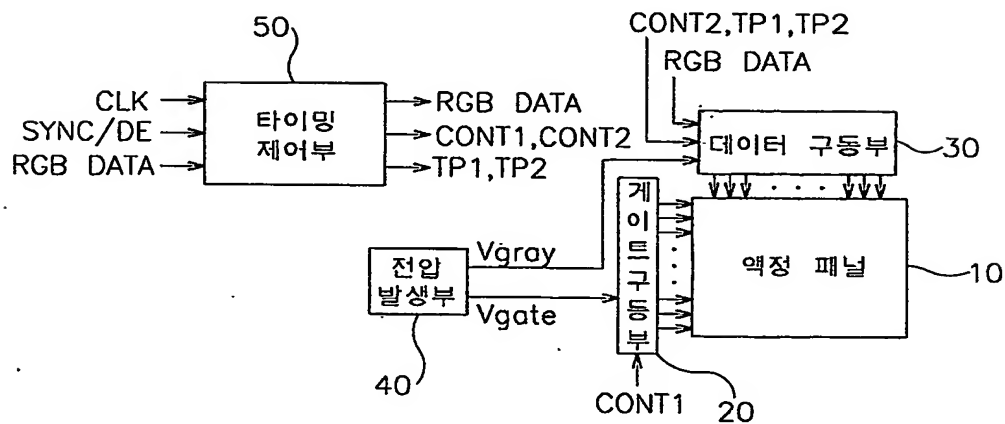 50
CLK
SYNC/DE
RGB DATA
타이밍
제어부
RGB DATA
CONT1,CONT2
TP1,TP2
CONT2,TP1,TP2
RGB DATA
데이터 구동부
30
게이트구동부
액정 패널
10
전압
발생부
Vgray
Vgate
40
CONT1
20